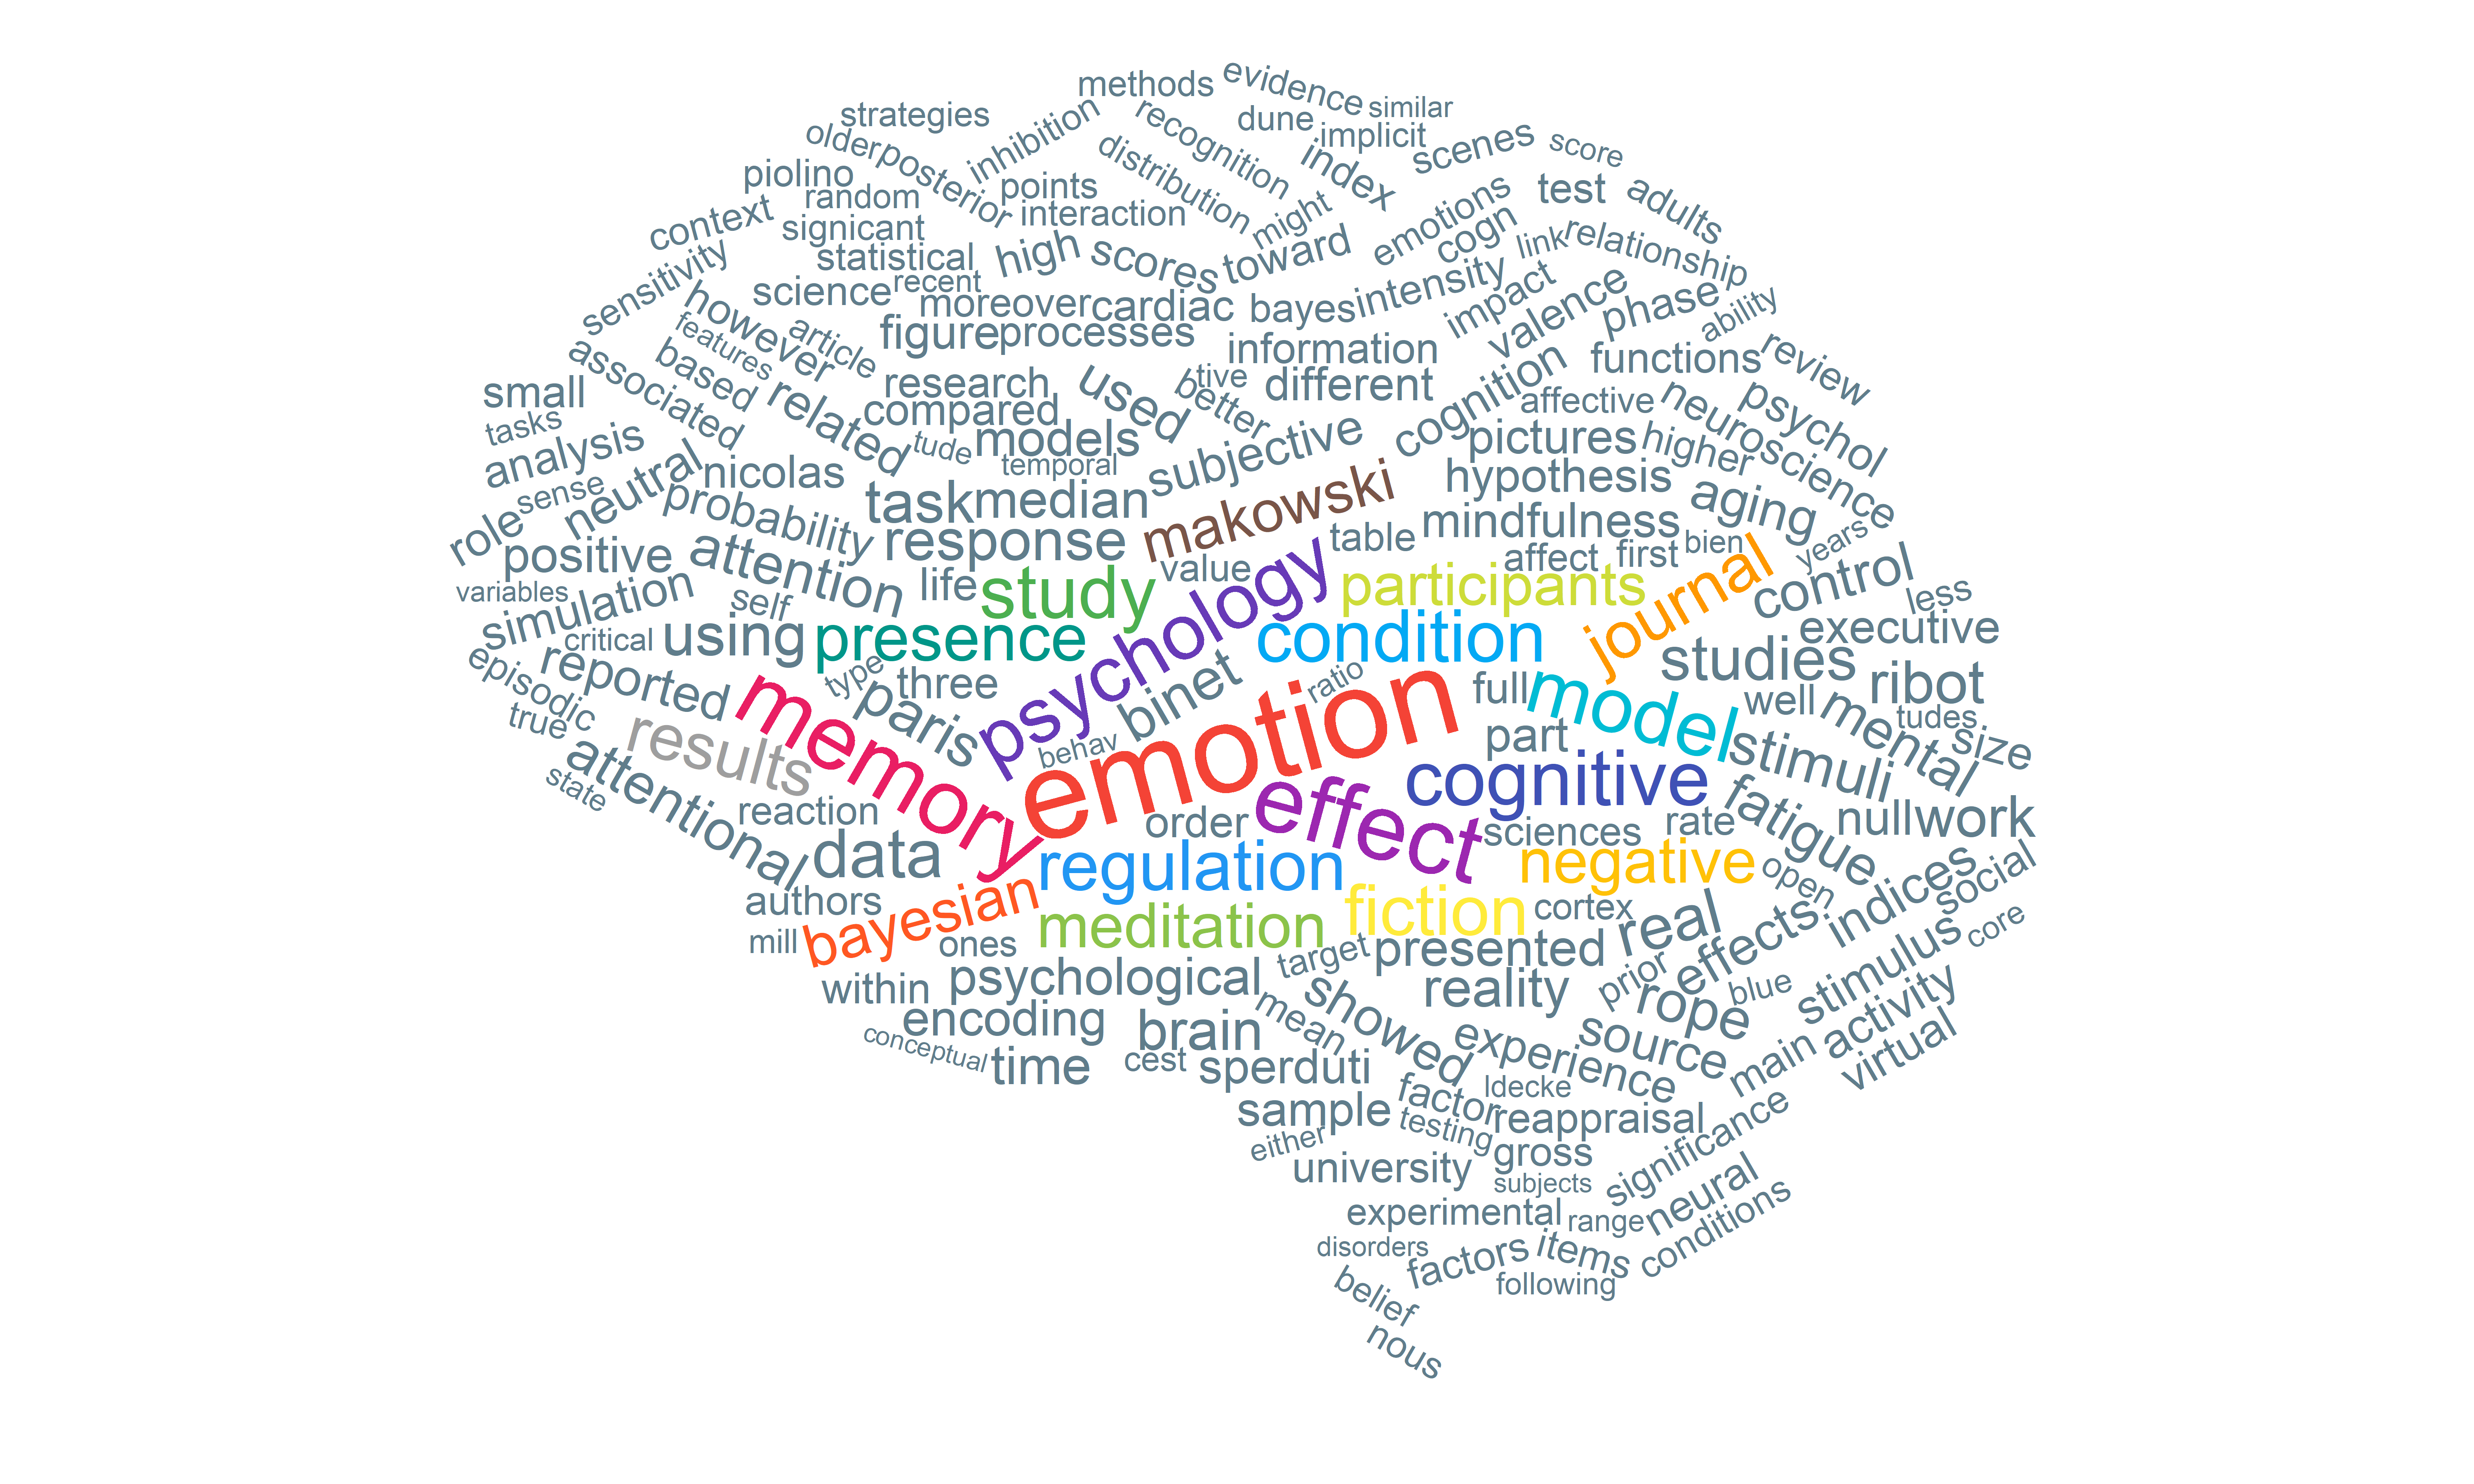 methods
evidence
similar
strategies
dune
implicit
older
inhibition
recognition
scenes
score
posterior
distribution
index
piolino
random
points
test
adults
context
signicant
interaction
might
emotions
cogn
link
relationship
sensitivity
statistical
high
scores
toward
science
recent
moreover
cardiac
bayes
intensity
impact
valence
phase
ability
however
features
article
figure
processes
information
functions
review
associated
based
related
research
used
better
tive
different
cognition
affective
neuroscience
psychol
small
tasks
compared
tude
models
temporal
subjective
pictures
higher
analysis
sense
neutral
nicolas
probability
task
median
makowski
hypothesis
aging
role
positive
attention
response
table
mindfulness
affect
first
bien
years
variables
simulation
self
life
study
value
psychology
participants
journal
control
less
critical
using
presence
condition
executive
episodic
reported
type
three
binet
ratio
studies
ribot
true
results
memory
paris
behav
emotion
full
model
well
mental
tudes
size
part
stimuli
state
attentional
reaction
order
effect
cognitive
sciences
rate
fatigue
null
work
data
regulation
negative
open
indices
social
authors
bayesian
meditation
fiction
cortex
real
effects
core
mill
ones
target
presented
stimulus
within
psychological
showed
reality
prior
rope
blue
activity
encoding
brain
mean
experience
source
main
virtual
conceptual
time
cest
sperduti
factor
ldecke
sample
testing
reappraisal
significance
either
gross
university
subjects
neural
experimental
range
conditions
disorders
factors
items
belief
following
nous